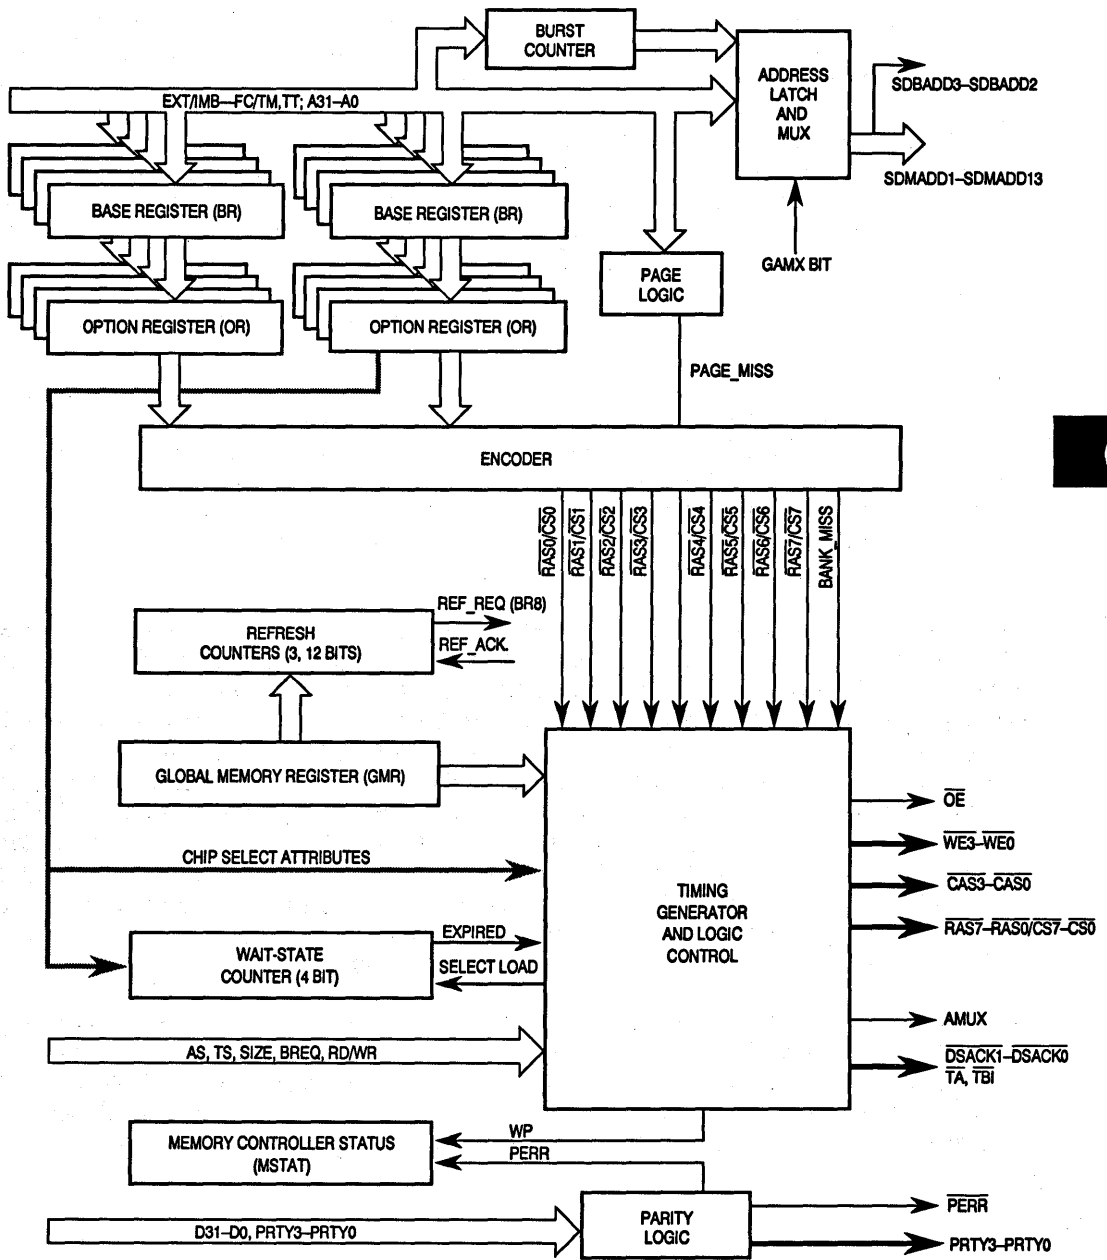 BURST
COUNTER
ADDRESS
LATCH
AND
MUX
SDBADD3–SDBADD2
EXT/IMB—FC/TM,TT; A31–A0
SDMADD1–SDMADD13
BASE REGISTER (BR)
BASE REGISTER (BR)
GAMX BIT
PAGE
LOGIC
OPTION REGISTER (OR)
OPTION REGISTER (OR)
PAGE_MISS
ENCODER
RAS0/CS0
RAS1/CS1
RAS2/CS2
RAS3/CS3
RAS4/CS4
RAS5/CS5
RAS6/CS6
RAS7/CS7
BANK_MISS
REF_REQ (BR8)
REFRESH
COUNTERS (3, 12 BITS)
REF_ACK.
GLOBAL MEMORY REGISTER (GMR)
OE
WE3–WE0
CHIP SELECT ATTRIBUTES
CAS3–CAS0
TIMING
GENERATOR
AND LOGIC
CONTROL
RAS7–RAS0/CS7–CS0
EXPIRED
WAIT-STATE
COUNTER (4 BIT)
SELECT LOAD
AMUX
AS, TS, SIZE, BREQ, RD/WR
DSACK1–DSACK0
TA, TBI
WP
MEMORY CONTROLLER STATUS
(MSTAT)
PERR
PERR
D31–D0, PRTY3–PRTY0
PARITY
LOGIC
PRTY3–PRTY0